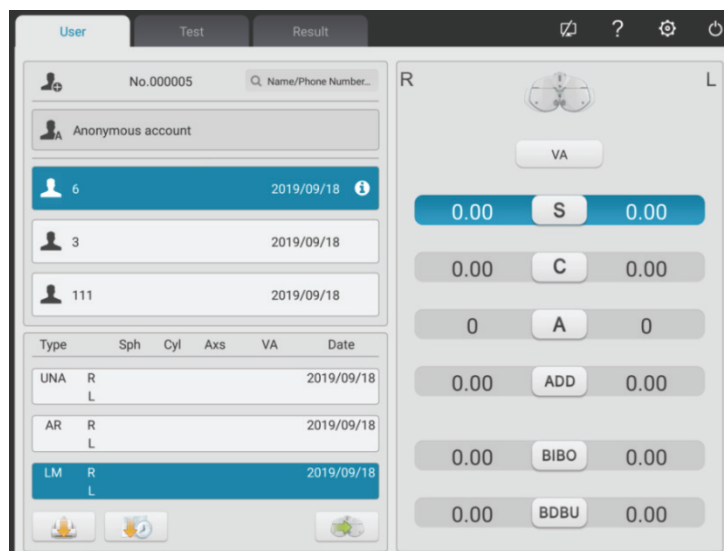 User Test Result ?
No.000005 Name/Phone Number...
A Anonymous account
6 2019/09/18 i
3 2019/09/18
111 2019/09/18
Type Sph Cyl Axs VA Date
UNA R 2019/09/18
L
AR R 2019/09/18
L
LM R 2019/09/18
L
R L
VA
0.00 S 0.00
0.00 C 0.00
0 A 0
0.00 ADD 0.00
0.00 BIBO 0.00
0.00 BDBU 0.00